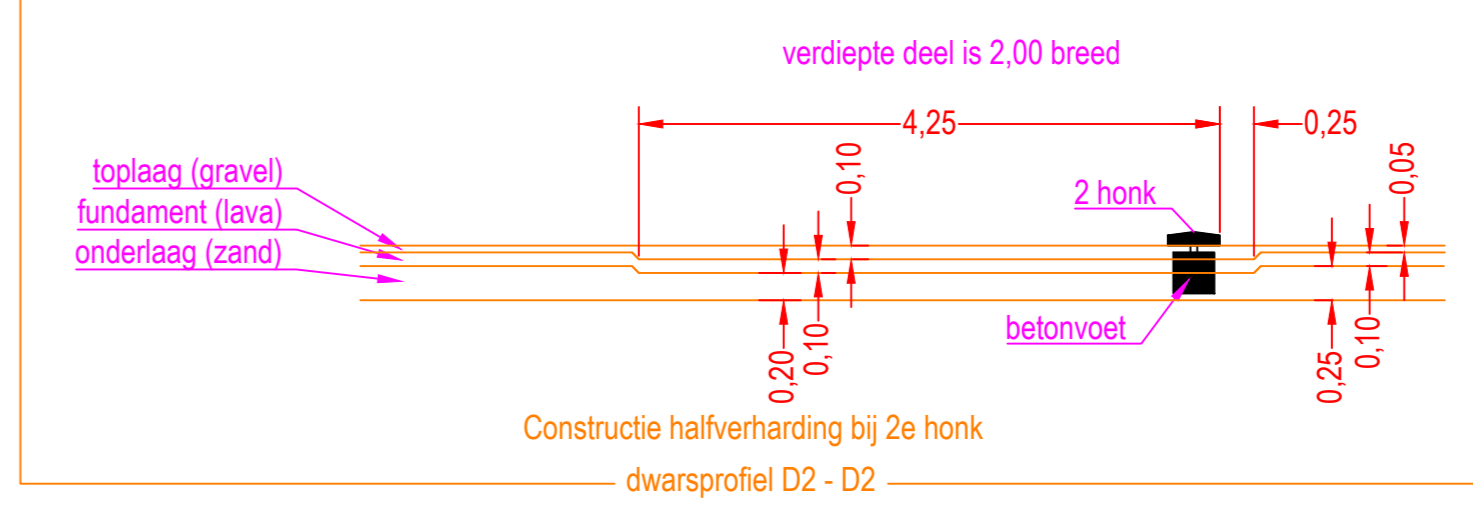 verdiepte deel is 2,00 breed
4,25
0,25
0,10
0,05
toplaag (gravel)
fundament (lava)
onderlaag (zand)
2 honk
betonvoet
0,20
0,10
0,25
0,10
Constructie halfverharding bij 2e honk
dwarsprofiel D2 - D2